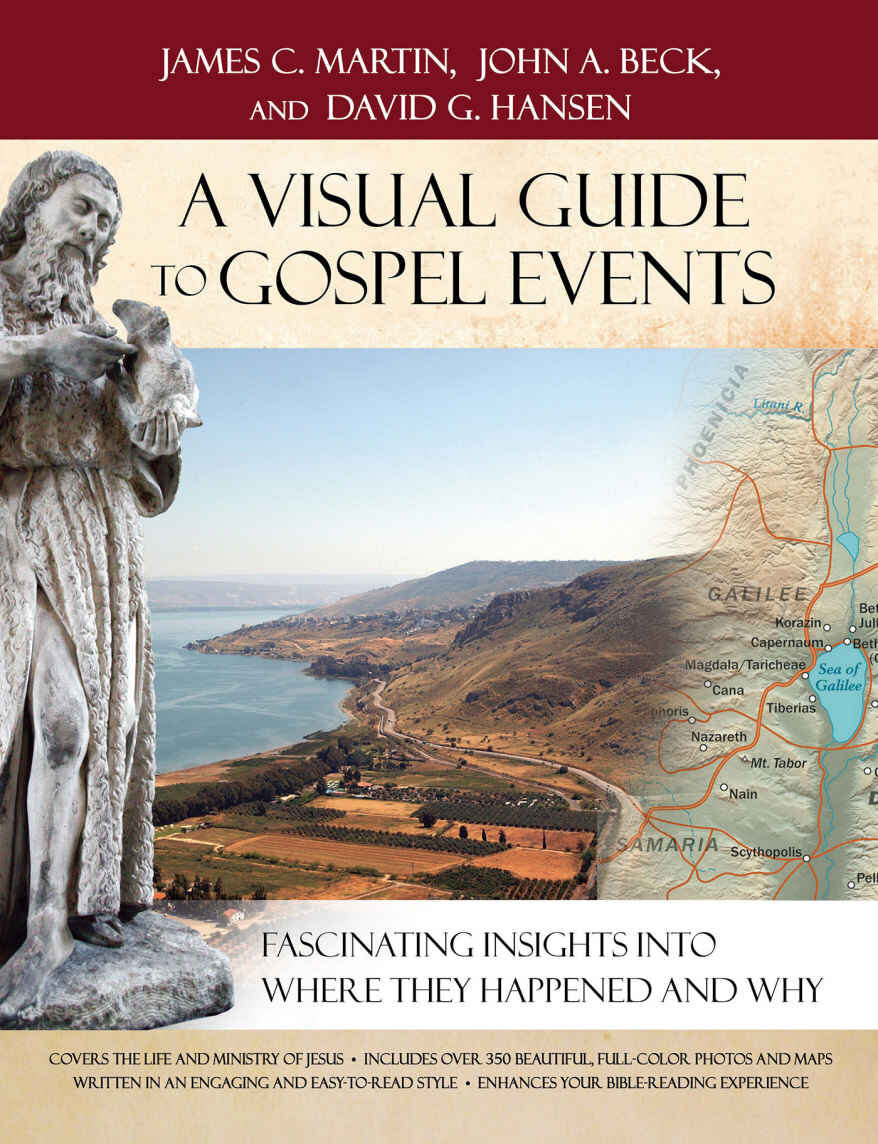 JAMES C. MARTIN, JOHN A. BECK,
AND DAVID G. HANSEN
A VISUAL GUIDE
TO GOSPEL EVENTS
PHOENICIA
Litani R.
GALILEE
Korazin
Capernaum
Magdala/Taricheae
Sea of
Galilee
Cana
Tiberias
Nazareth
Mt. Tabor
Nain
SAMARIA
Scythopolis
FASCINATING INSIGHTS INTO
WHERE THEY HAPPENED AND WHY
COVERS THE LIFE AND MINISTRY OF JESUS • INCLUDES OVER 350 BEAUTIFUL, FULL-COLOR PHOTOS AND MAPS
WRITTEN IN AN ENGAGING AND EASY-TO-READ STYLE • ENHANCES YOUR BIBLE-READING EXPERIENCE